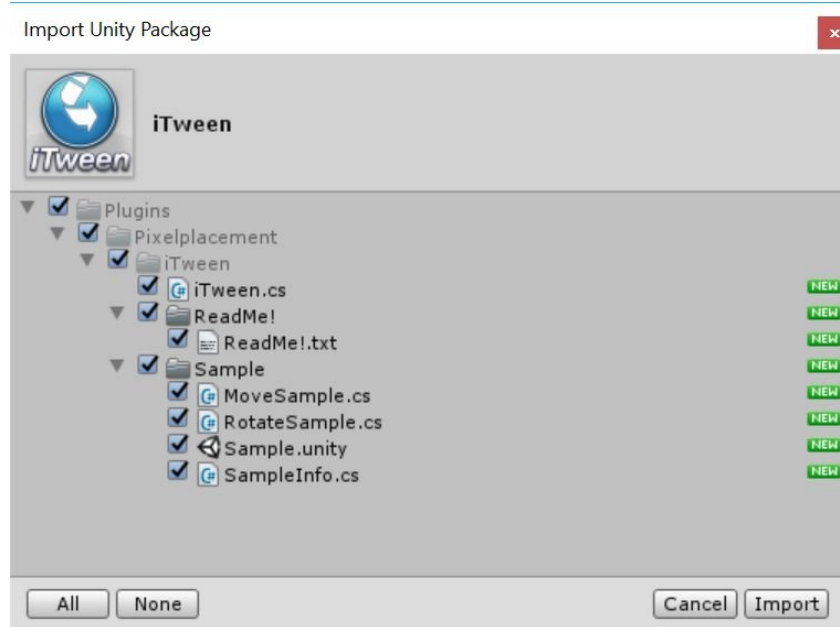 Import Unity Package
x
iTween
iTween
Plugins
Pixelplacement
iTween
iTween.cs
NEW
ReadMe!
NEW
ReadMe!.txt
NEW
Sample
NEW
MoveSample.cs
NEW
RotateSample.cs
NEW
Sample.unity
NEW
SampleInfo.cs
NEW
All
None
Cancel
Import